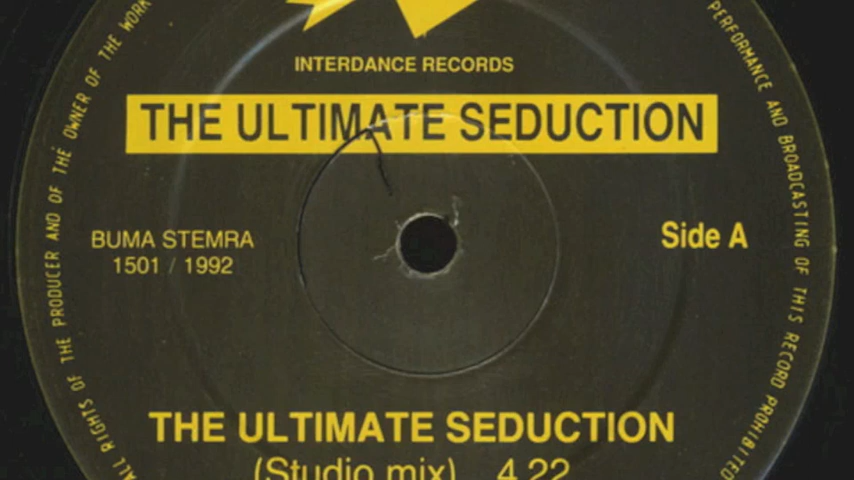 INTERDANCE RECORDS
THE ULTIMATE SEDUCTION
BUMA STEMRA
1501 / 1992
Side A
THE ULTIMATE SEDUCTION
(Studio mix) 4.22
ALL RIGHTS OF THE PRODUCER AND OF THE OWNER OF THE WORK
PERFORMANCE AND BROADCASTING OF THIS RECORD PROHIBITED